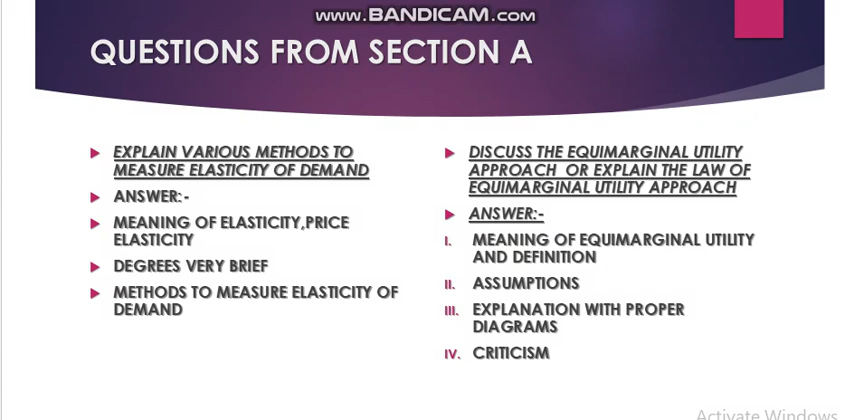 www.BANDICAM.com
QUESTIONS FROM SECTION A
EXPLAIN VARIOUS METHODS TO
MEASURE ELASTICITY OF DEMAND
ANSWER:-
MEANING OF ELASTICITY,PRICE
ELASTICITY
DEGREES VERY BRIEF
METHODS TO MEASURE ELASTICITY OF
DEMAND
DISCUSS THE EQUIMARGINAL UTILITY
APPROACH OR EXPLAIN THE LAW OF
EQUIMARGINAL UTILITY APPROACH
ANSWER:-
I. MEANING OF EQUIMARGINAL UTILITY
AND DEFINITION
II. ASSUMPTIONS
III. EXPLANATION WITH PROPER
DIAGRAMS
IV. CRITICISM
Activate Windows